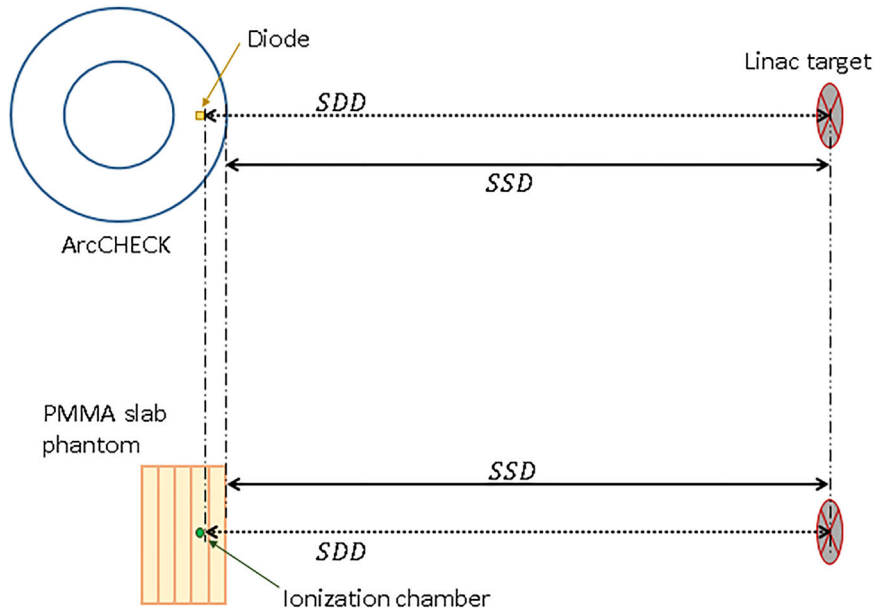 Diode
Linac target
SDD
SSD
ArcCHECK
PMMA slab
phantom
SSD
SDD
Ionization chamber